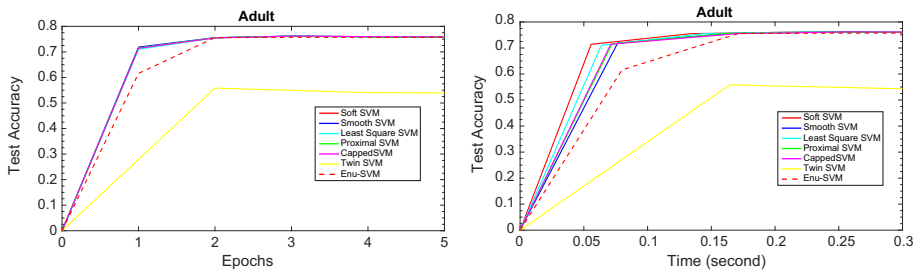 Adult
Test Accuracy
0.8
0.7
0.6
0.5
0.4
0.3
0.2
0.1
0
Soft SVM
Smooth SVM
Least Square SVM
Proximal SVM
CappedSVM
Twin SVM
Enu-SVM
0 1 2 3 4 5
Epochs
Adult
Test Accuracy
0.8
0.7
0.6
0.5
0.4
0.3
0.2
0.1
0
Soft SVM
Smooth SVM
Least Square SVM
Proximal SVM
CappedSVM
Twin SVM
Enu-SVM
0 0.05 0.1 0.15 0.2 0.25 0.3
Time (second)